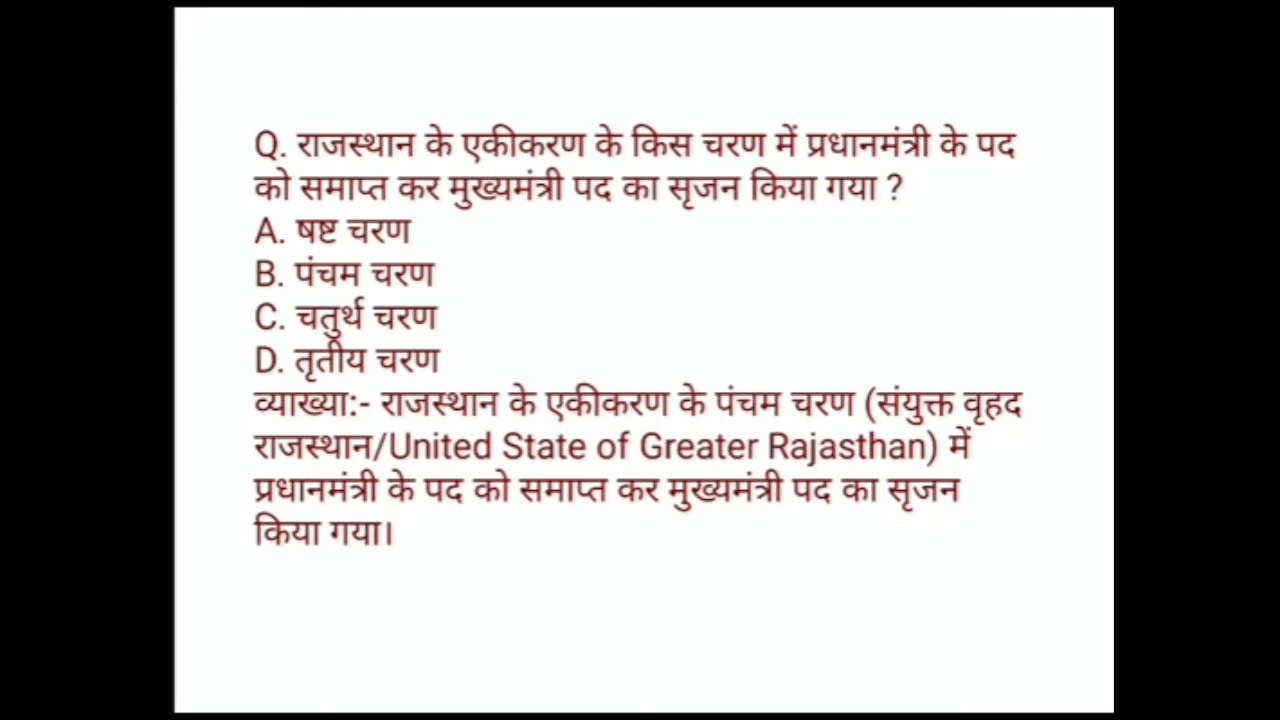 Q. राजस्थान के एकीकरण के किस चरण में प्रधानमंत्री के पद
को समाप्त कर मुख्यमंत्री पद का सृजन किया गया ?
A. षष्ट चरण
B. पंचम चरण
C. चतुर्थ चरण
D. तृतीय चरण
व्याख्या:- राजस्थान के एकीकरण के पंचम चरण (संयुक्त वृहद
राजस्थान/United State of Greater Rajasthan) में
प्रधानमंत्री के पद को समाप्त कर मुख्यमंत्री पद का सृजन
किया गया।